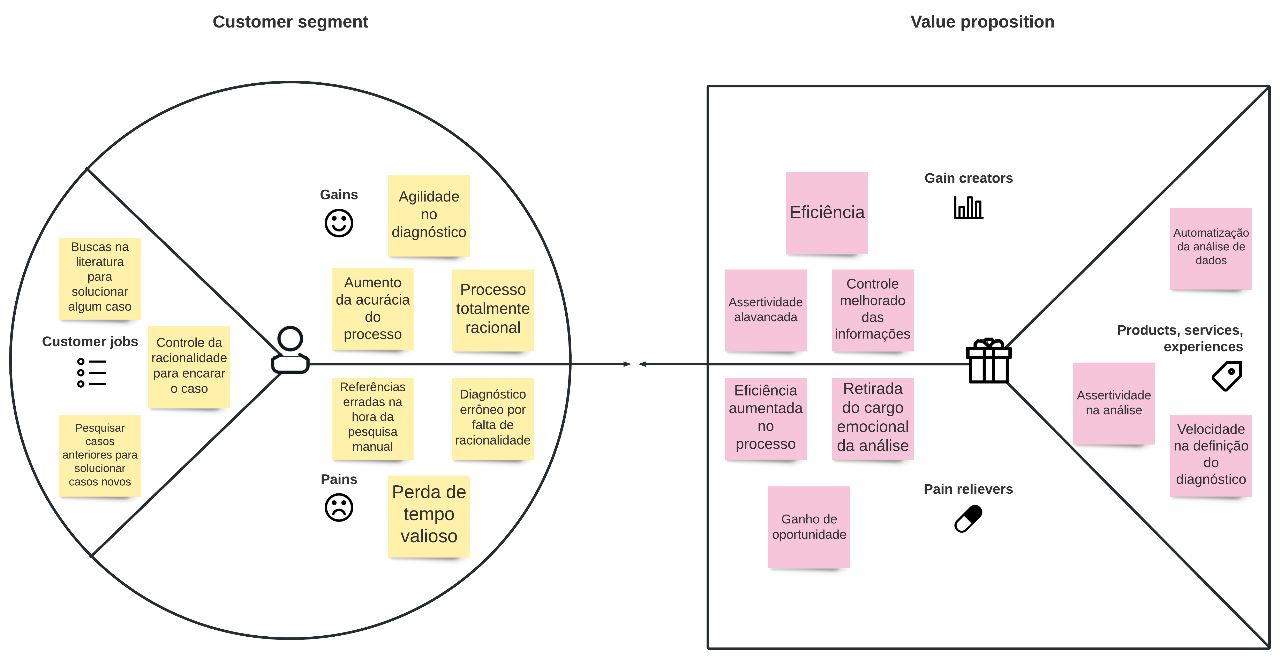 Customer segment
Value proposition
Gains
Agilidade
no
diagnóstico
Aumento
da acurácia
do
processo
Processo
totalmente
racional
Buscas na
literatura
para
solucionar
algum caso
Customer jobs
Controle da
racionalidade
para encarar
o caso
Pesquisar
casos
anteriores para
solucionar
casos novos
Referências
erradas na
hora da
pesquisa
manual
Diagnóstico
errôneo por
falta de
racionalidade
Pains
Perda de
tempo
valioso
Gain creators
Eficiência
Assertividade
alavancada
Controle
melhorado
das
informações
Eficiência
aumentada
no
processo
Retirada
do cargo
emocional
da análise
Pain relievers
Ganho de
oportunidade
Automatização
da análise de
dados
Products, services,
experiences
Assertividade
na análise
Velocidade
na definição
do
diagnóstico